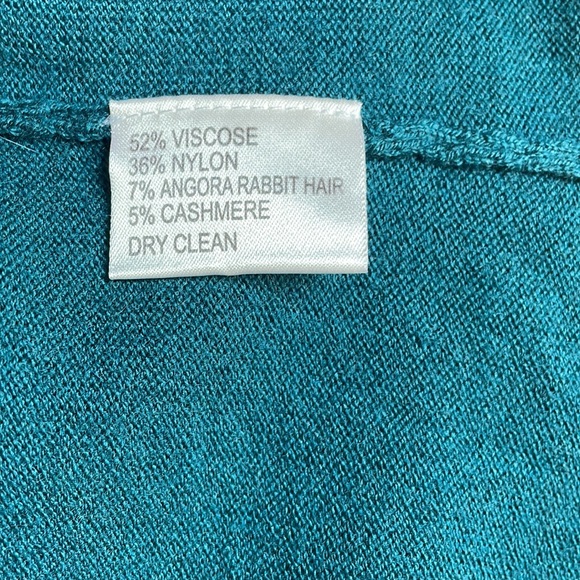 52% VISCOSE
36% NYLON
7% ANGORA RABBIT HAIR
5% CASHMERE
DRY CLEAN